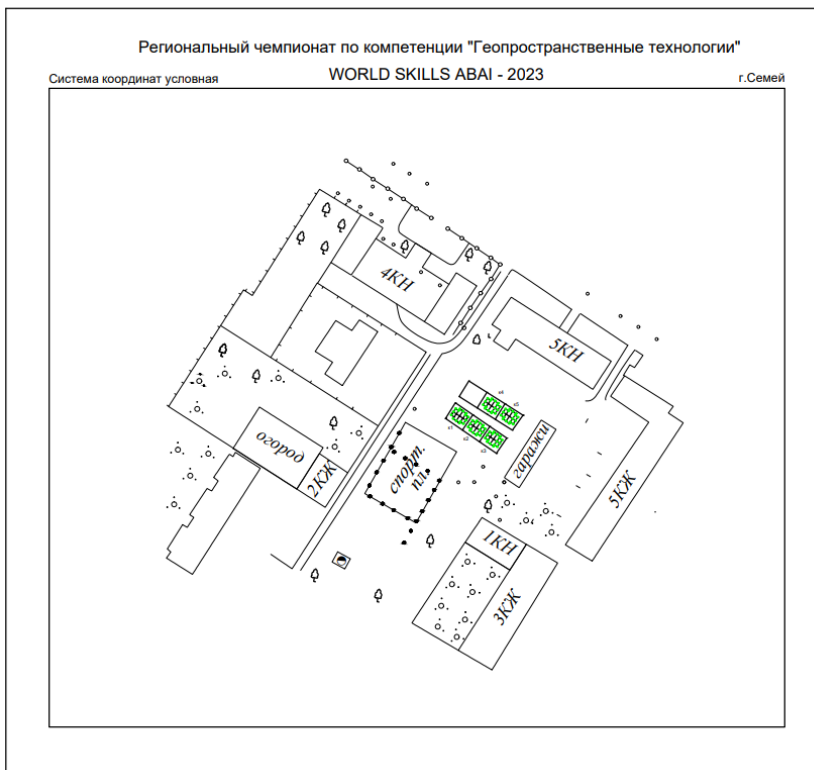 Региональный чемпионат по компетенции "Геопространственные технологии"
Система координат условная
WORLD SKILLS ABAI - 2023
г.Семей
4КН
5КН
огород
2КЖ
спорт.
пл.
гаражи
5КЖ
1КН
3КЖ